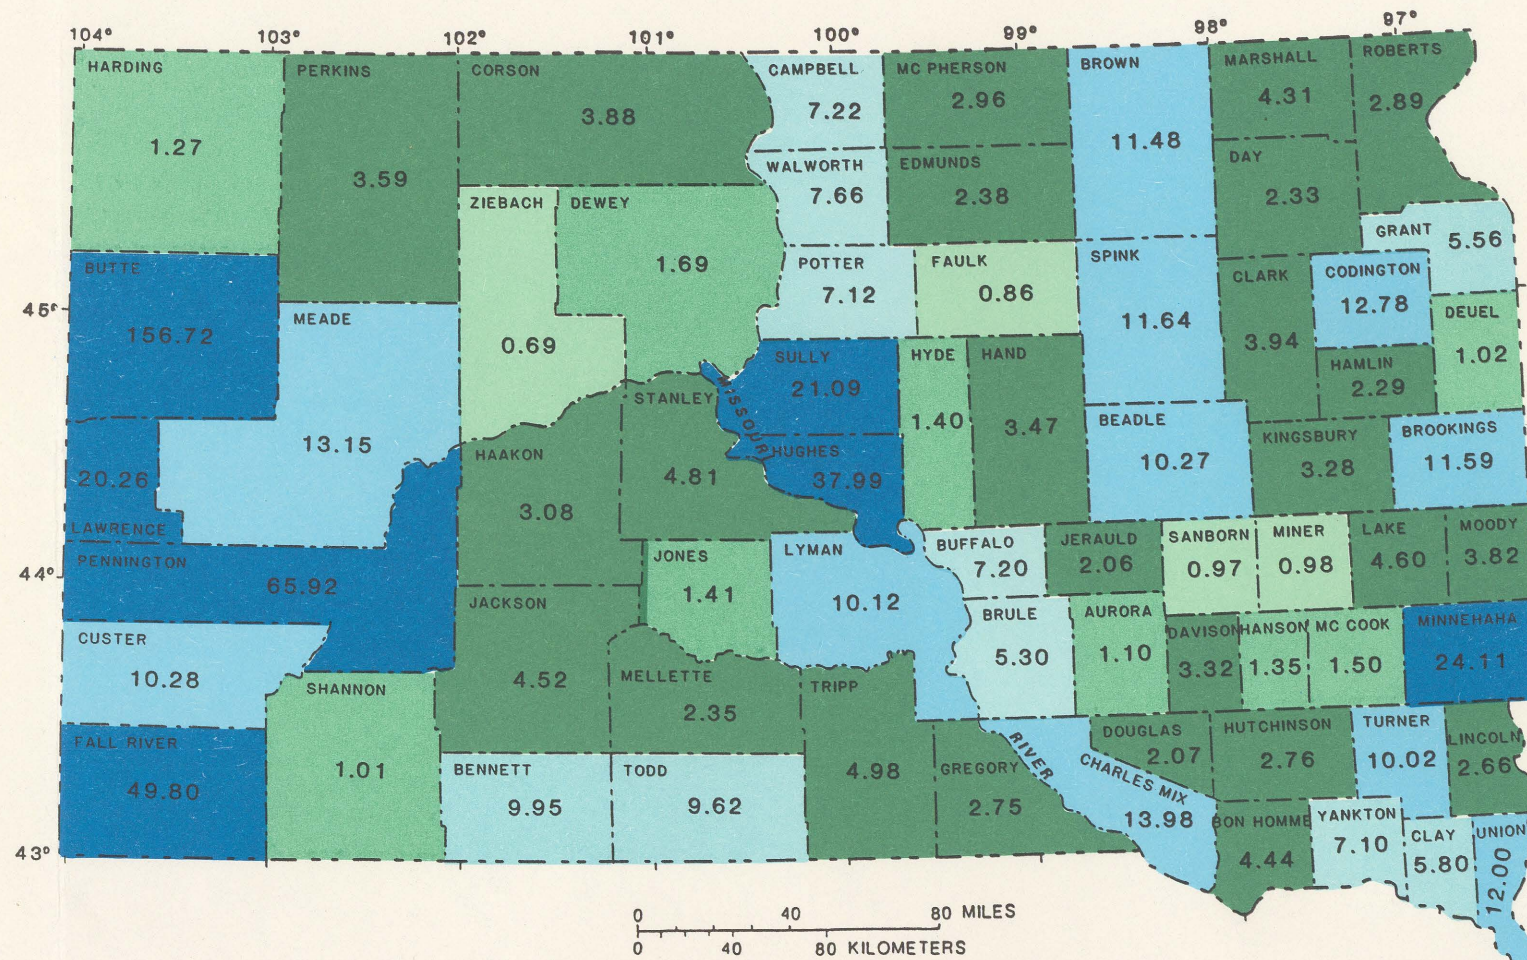 104° 103° 102° 101° 100° 99° 98° 97°
HARDING
1.27
PERKINS
3.59
CORSON
3.88
CAMPBELL
7.22
MC PHERSON
2.96
BROWN
11.48
MARSHALL
4.31
ROBERTS
2.89
WALWORTH
7.66
EDMUNDS
2.38
DAY
2.33
ZIEBACH
0.69
DEWEY
1.69
GRANT
5.56
BUTTE
156.72
MEADE
13.15
POTTER
7.12
FAULK
0.86
SPINK
11.64
CLARK
3.94
CODINGTON
12.78
DEUEL
1.02
45°
SULLY
21.09
HYDE
1.40
HAND
3.47
HAMLIN
2.29
STANLEY
4.81
MISSOURI
HUGHES
37.99
BEADLE
10.27
KINGSBURY
3.28
BROOKINGS
11.59
20.26
LAWRENCE
HAAKON
3.08
PENNINGTON
65.92
JONES
1.41
LYMAN
10.12
BUFFALO
7.20
JERAULD
2.06
SANBORN
0.97
MINER
0.98
LAKE
4.60
MOODY
3.82
44°
CUSTER
10.28
JACKSON
4.52
BRULE
5.30
AURORA
1.10
DAVISON
3.32
HANSON
1.35
MC COOK
1.50
MINNEHAHA
24.11
SHANNON
1.01
MELLETTE
2.35
TRIPP
4.98
FALL RIVER
49.80
BENNETT
9.95
TODD
9.62
GREGORY
2.75
RIVER
CHARLES MIX
13.98
DOUGLAS
2.07
HUTCHINSON
2.76
TURNER
10.02
LINCOLN
2.66
BON HOMME
4.44
YANKTON
7.10
CLAY
5.80
UNION
12.00
43°
0 40 80 MILES
0 40 80 KILOMETERS